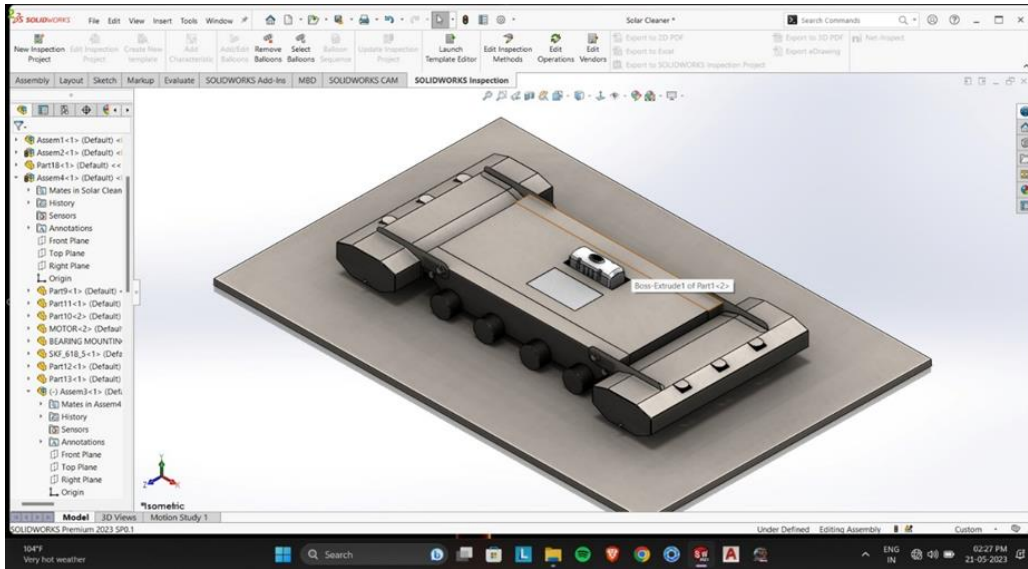 SOLIDWORKS File Edit View Insert Tools Window Solar Cleaner * Search Commands
New Inspection Project
Edit Inspection Project
Create New template
Add Characteristic
Add/Edit Balloons
Remove Balloons
Select Balloons
Balloon Sequence
Update Inspection Project
Launch Template Editor
Edit Inspection Methods
Edit Operations
Edit Vendors
Export to 2D PDF
Export to Excel
Export to SOLIDWORKS Inspection Project
Export to 3D PDF
Export eDrawing
Net-Inspect
Assembly Layout Sketch Markup Evaluate SOLIDWORKS Add-Ins MBD SOLIDWORKS CAM SOLIDWORKS Inspection
Assem1<1> (Default) <
Assem2<1> (Default) <
Part18<1> (Default) <<
Assem4<1> (Default) <
Mates in Solar Clean
History
Sensors
Annotations
Front Plane
Top Plane
Right Plane
Origin
Part9<1> (Default)
Part11<1> (Default)
Part10<2> (Default)
MOTOR<2> (Defaul
BEARING MOUNTIN
SKF_618_5<1> (Defa
Part12<1> (Default)
Part13<1> (Default)
(-) Assem3<1> (Def
Mates in Assem4
History
Sensors
Annotations
Front Plane
Top Plane
Right Plane
Origin
Boss-Extrude1 of Part1<2>
*Isometric
Model 3D Views Motion Study 1
SOLIDWORKS Premium 2023 SP0.1 Under Defined Editing Assembly Custom
104°F
Very hot weather
Search
ENG
IN
02:27 PM
21-05-2023